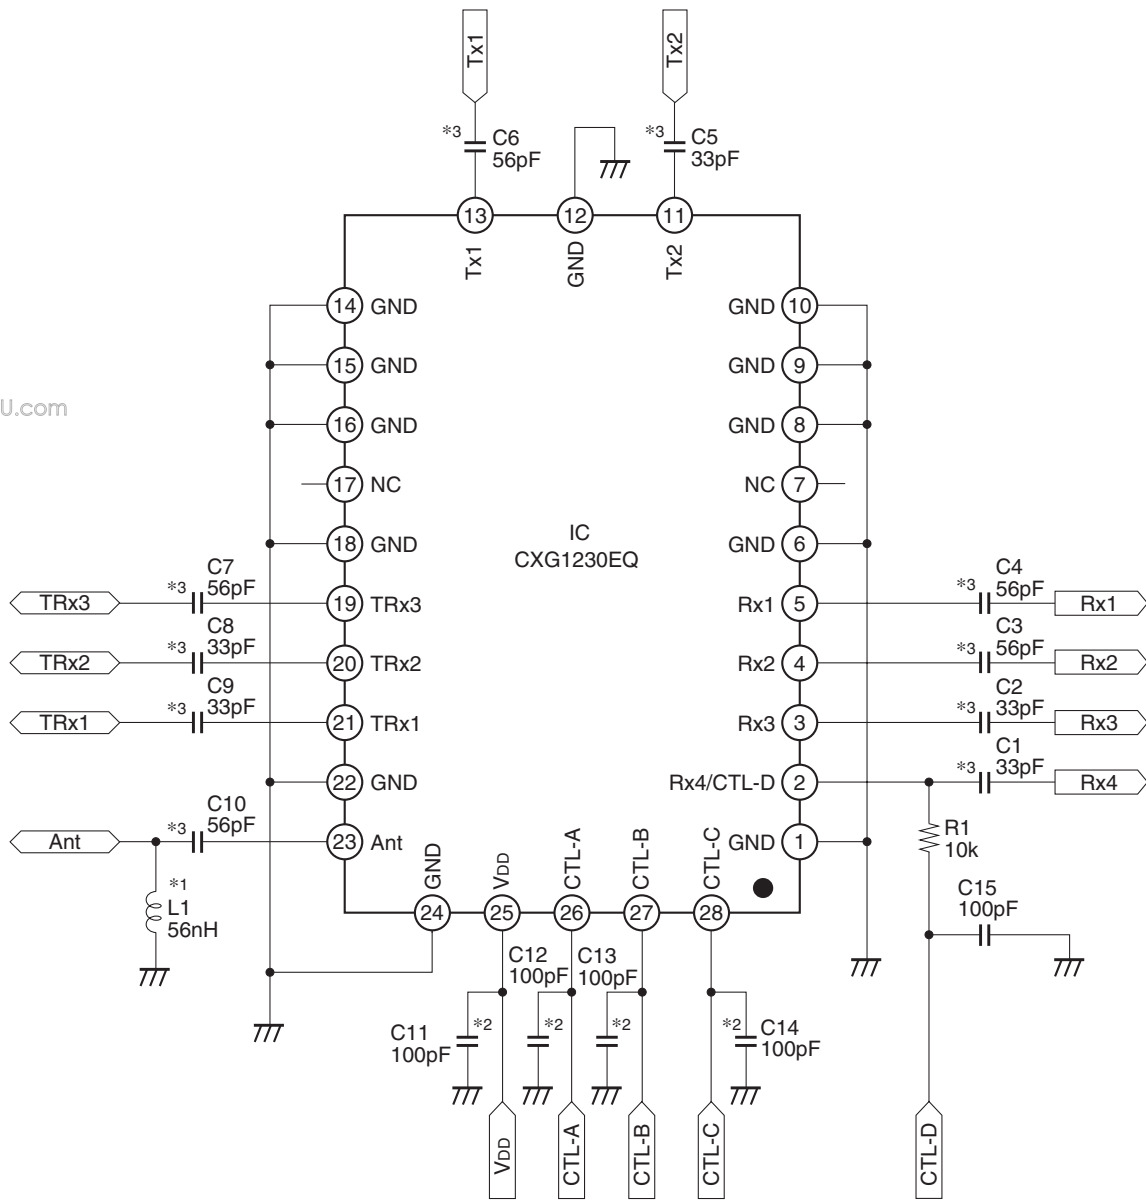 Tx1
Tx2
*3
C6
56pF
*3
C5
33pF
13
12
11
Tx1
GND
Tx2
14 GND
GND 10
15 GND
GND 9
U.com
16 GND
GND 8
17 NC
NC 7
IC
CXG1230EQ
18 GND
GND 6
TRx3
*3
C7
56pF
19 TRx3
Rx1 5
*3
C4
56pF
Rx1
TRx2
*3
C8
33pF
20 TRx2
Rx2 4
*3
C3
56pF
Rx2
TRx1
*3
C9
33pF
21 TRx1
Rx3 3
*3
C2
33pF
Rx3
22 GND
Rx4/CTL-D 2
*3
C1
33pF
Rx4
Ant
*3
C10
56pF
23 Ant
GND 1
R1
10k
*1
L1
56nH
GND
VDD
CTL-A
CTL-B
CTL-C
24
25
26
27
28
C15
100pF
C12
100pF
C13
100pF
C11
100pF
*2
*2
*2
*2
C14
100pF
VDD
CTL-A
CTL-B
CTL-C
CTL-D